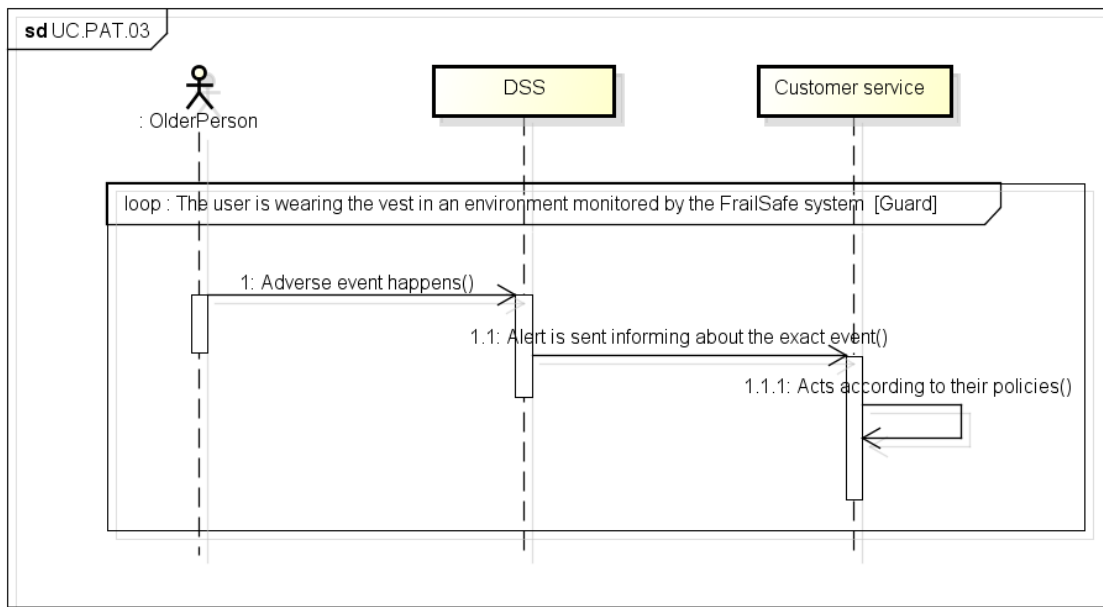 sd UC.PAT.03
: OlderPerson
DSS
Customer service
loop : The user is wearing the vest in an environment monitored by the FrailSafe system [Guard]
1: Adverse event happens()
1.1: Alert is sent informing about the exact event()
1.1.1: Acts according to their policies()